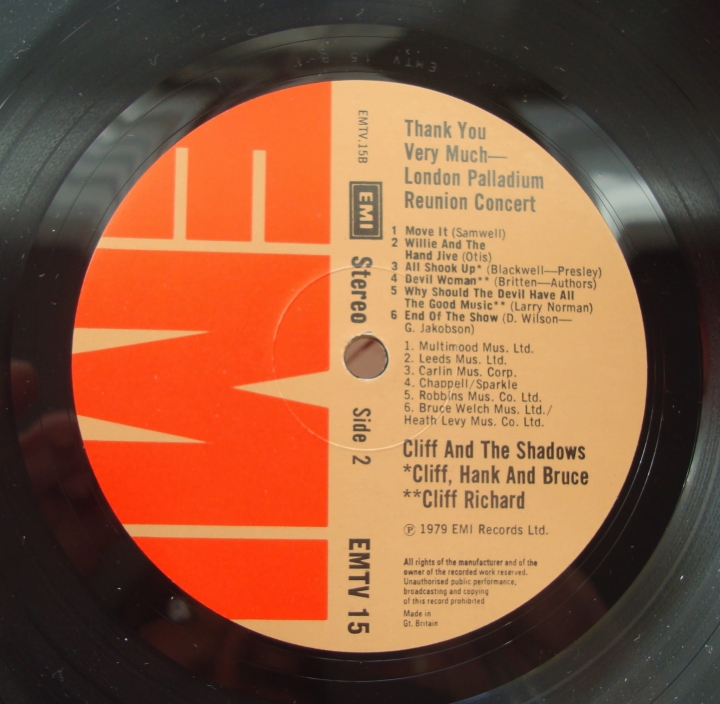 EMTV 15 B-1
EMTV.15B
EMI
Stereo
Side 2
EMTV 15
EMI
Thank You
Very Much—
London Palladium
Reunion Concert
1 Move It (Samwell)
2 Willie And The
Hand Jive (Otis)
3 All Shook Up* (Blackwell—Presley)
4 Devil Woman** (Britten—Authors)
5 Why Should The Devil Have All
The Good Music** (Larry Norman)
6 End Of The Show (D. Wilson—
G. Jakobson)
1. Multimood Mus. Ltd.
2. Leeds Mus. Ltd.
3. Carlin Mus. Corp.
4. Chappell/Sparkle
5. Robbins Mus. Co. Ltd.
6. Bruce Welch Mus. Ltd./
Heath Levy Mus. Co. Ltd.
Cliff And The Shadows
*Cliff, Hank And Bruce
**Cliff Richard
℗ 1979 EMI Records Ltd.
All rights of the manufacturer and of the
owner of the recorded work reserved.
Unauthorised public performance,
broadcasting and copying
of this record prohibited
Made in
Gt. Britain